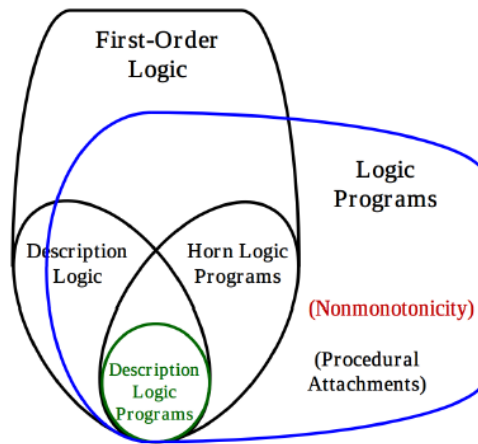 First-Order
Logic
Logic
Programs
Description
Logic
Horn Logic
Programs
(Nonmonotonicity)
(Procedural
Attachments)
Description
Logic
Programs